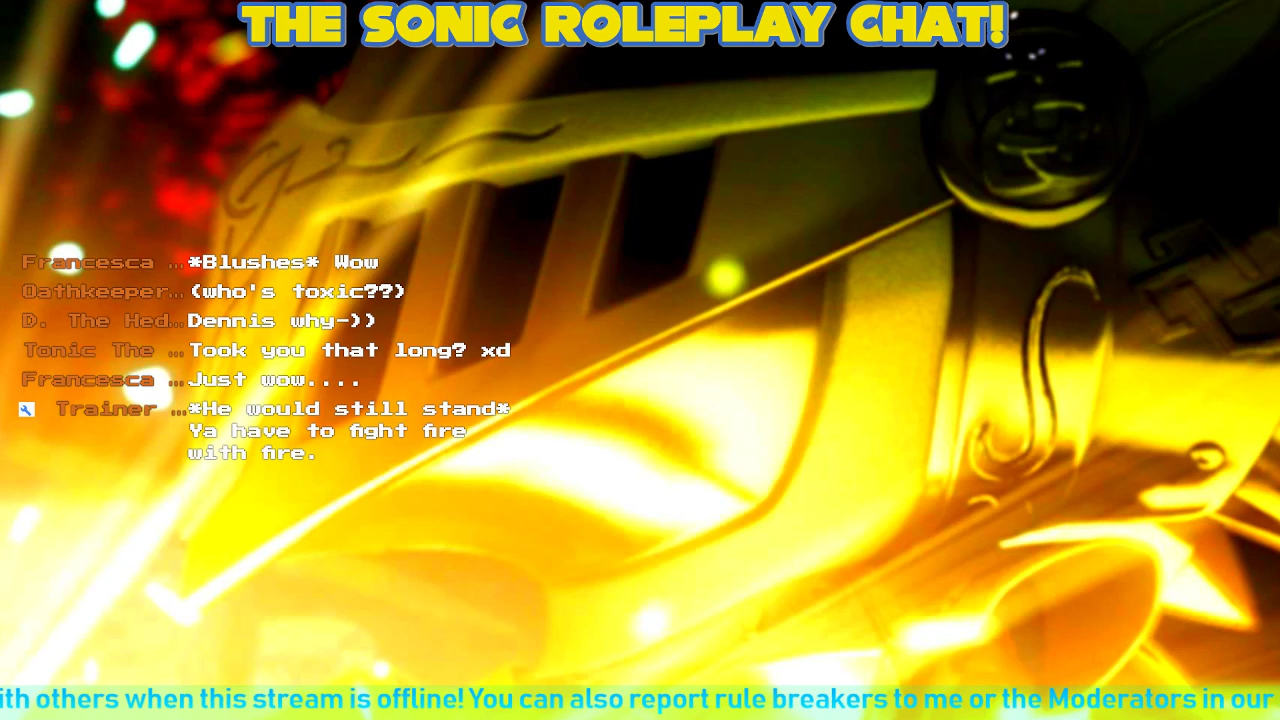 THE SONIC ROLEPLAY CHAT!
Francesca ... *Blushes* Wow
Oathkeeper... (who's toxic??)
D. The Hed... Dennis why-))
Tonic The ... Took you that long? xd
Francesca ... Just wow....
Trainer ... *He would still stand*
Ya have to fight fire
with fire.
ith others when this stream is offline! You can also report rule breakers to me or the Moderators in our